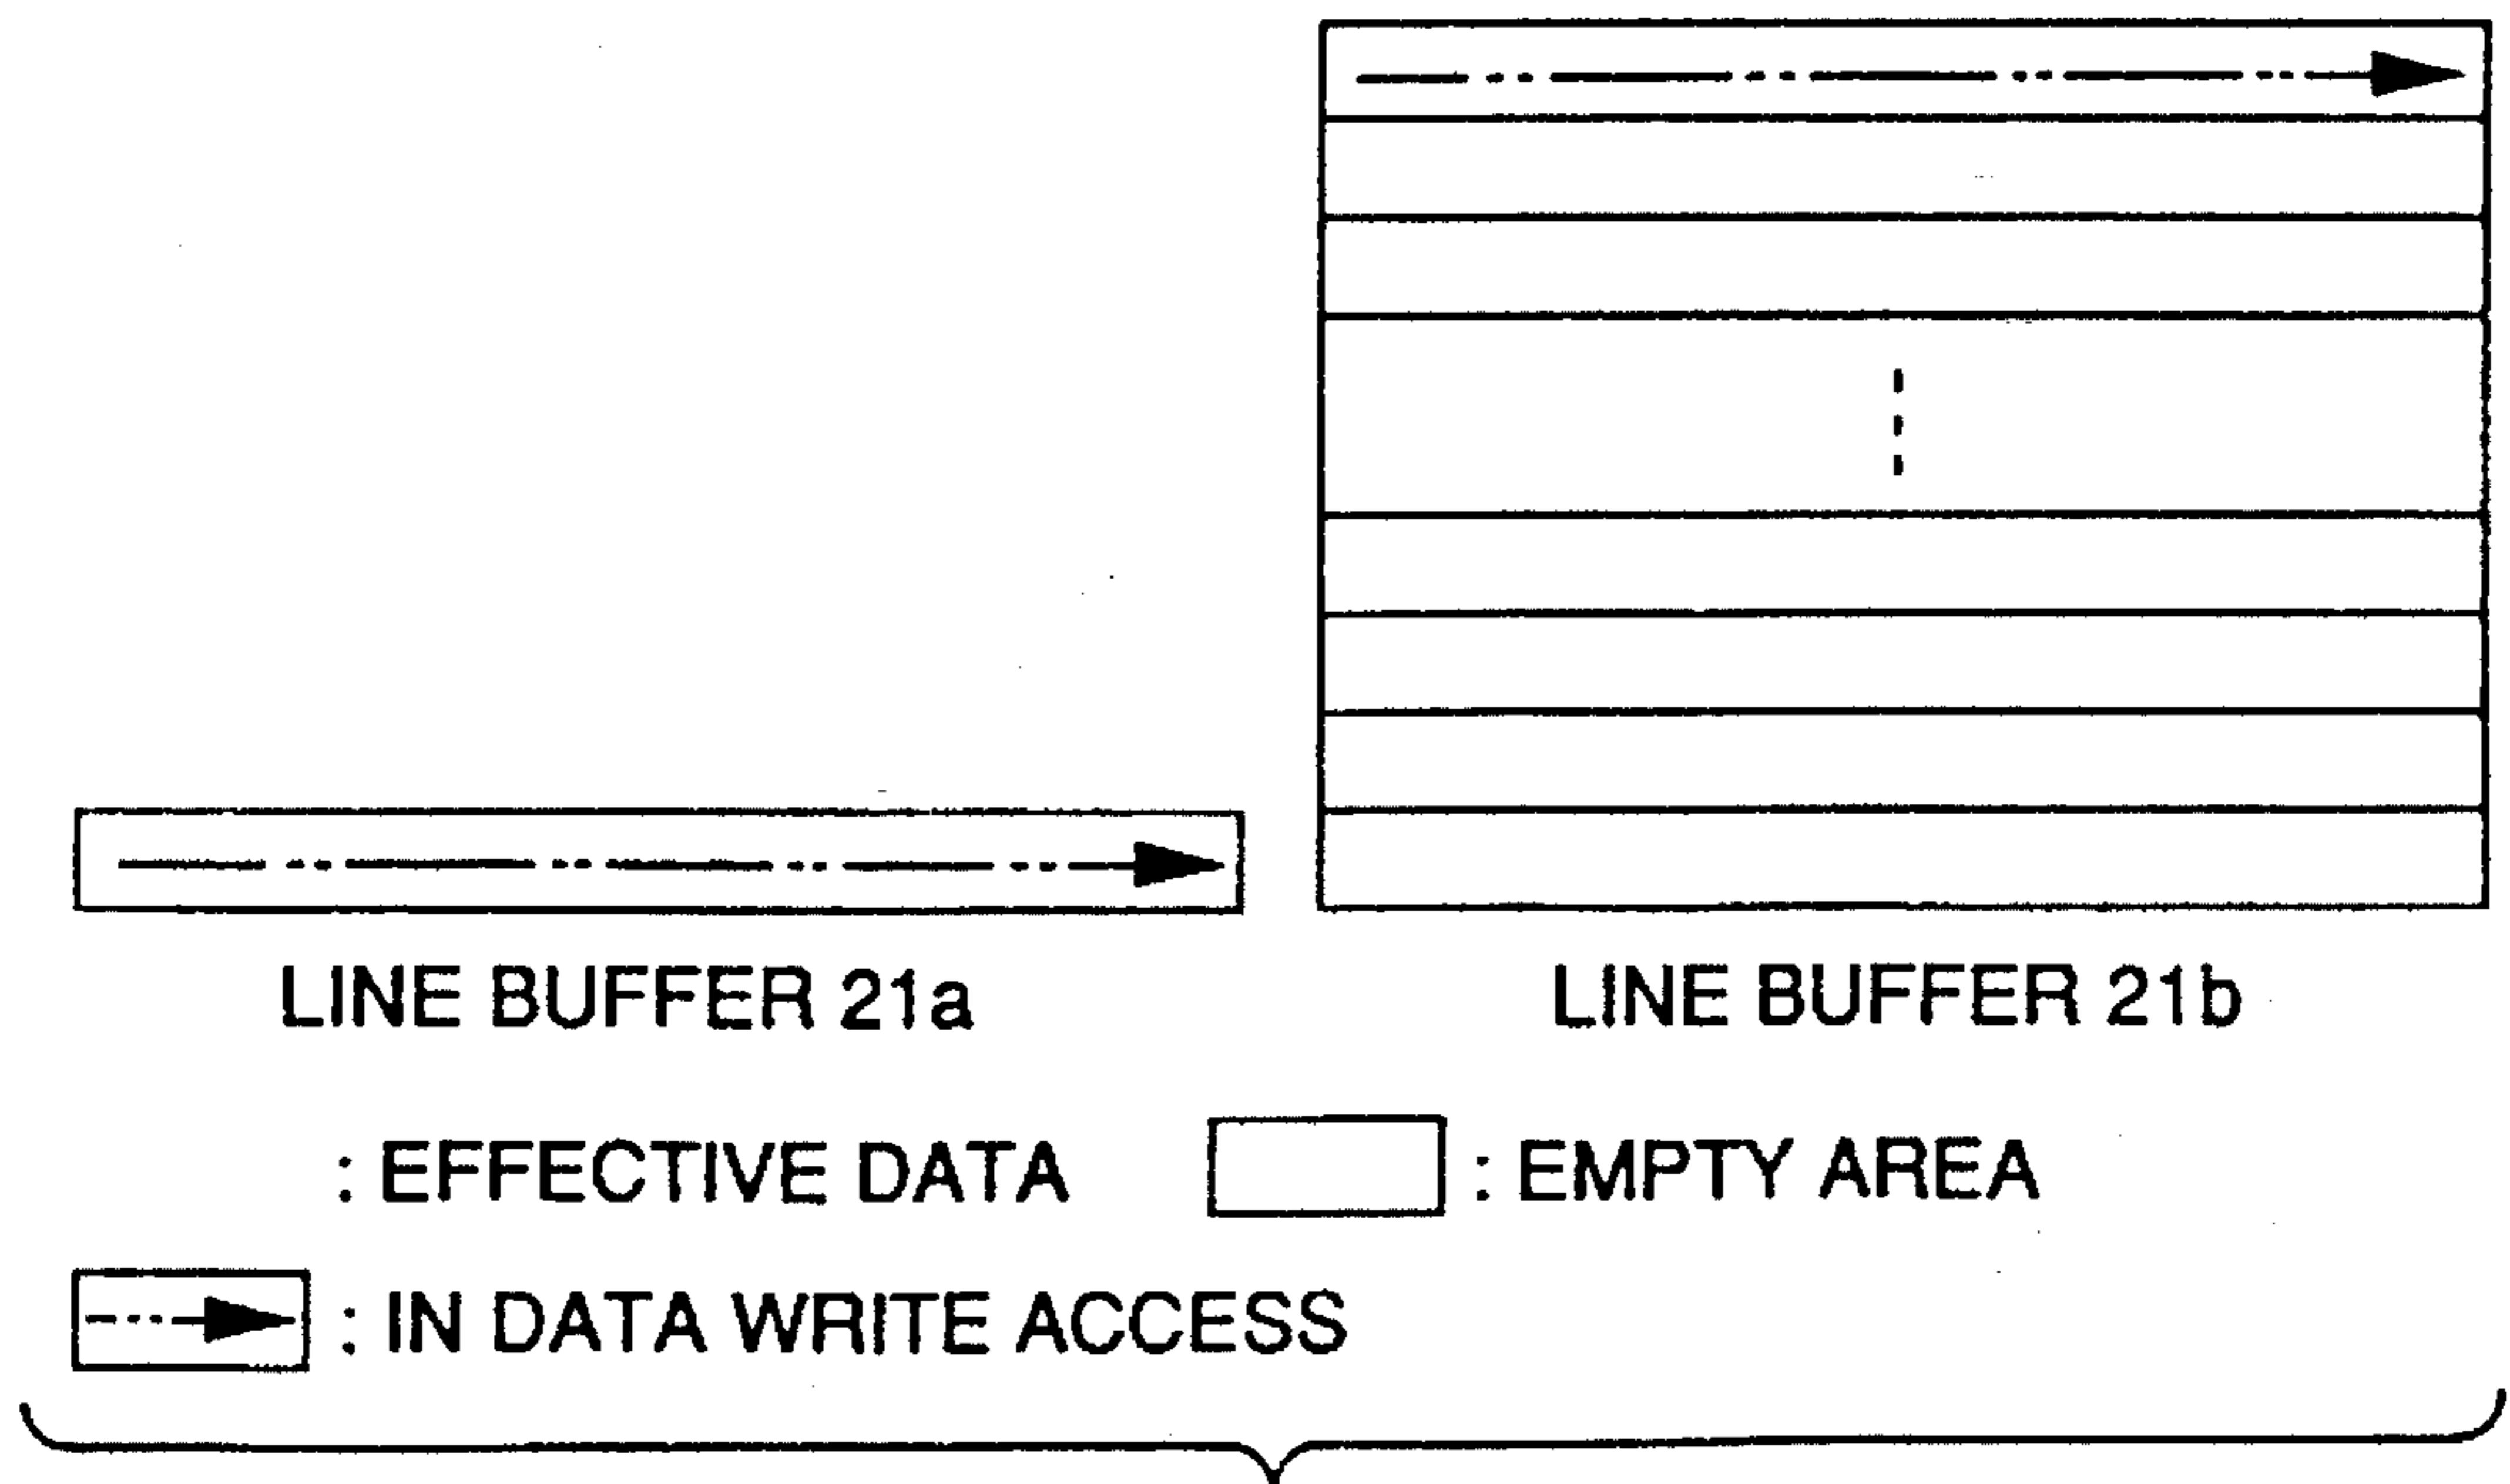 LINE BUFFER 21a
LINE BUFFER 21b
: EFFECTIVE DATA
: EMPTY AREA
: IN DATA WRITE ACCESS